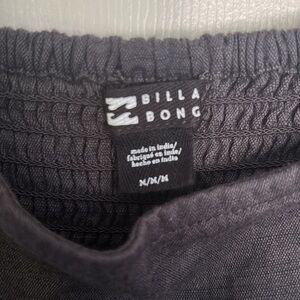 BILLA
BONG
made in india/
fabriqué en inde/
hecho en india
M/M/M